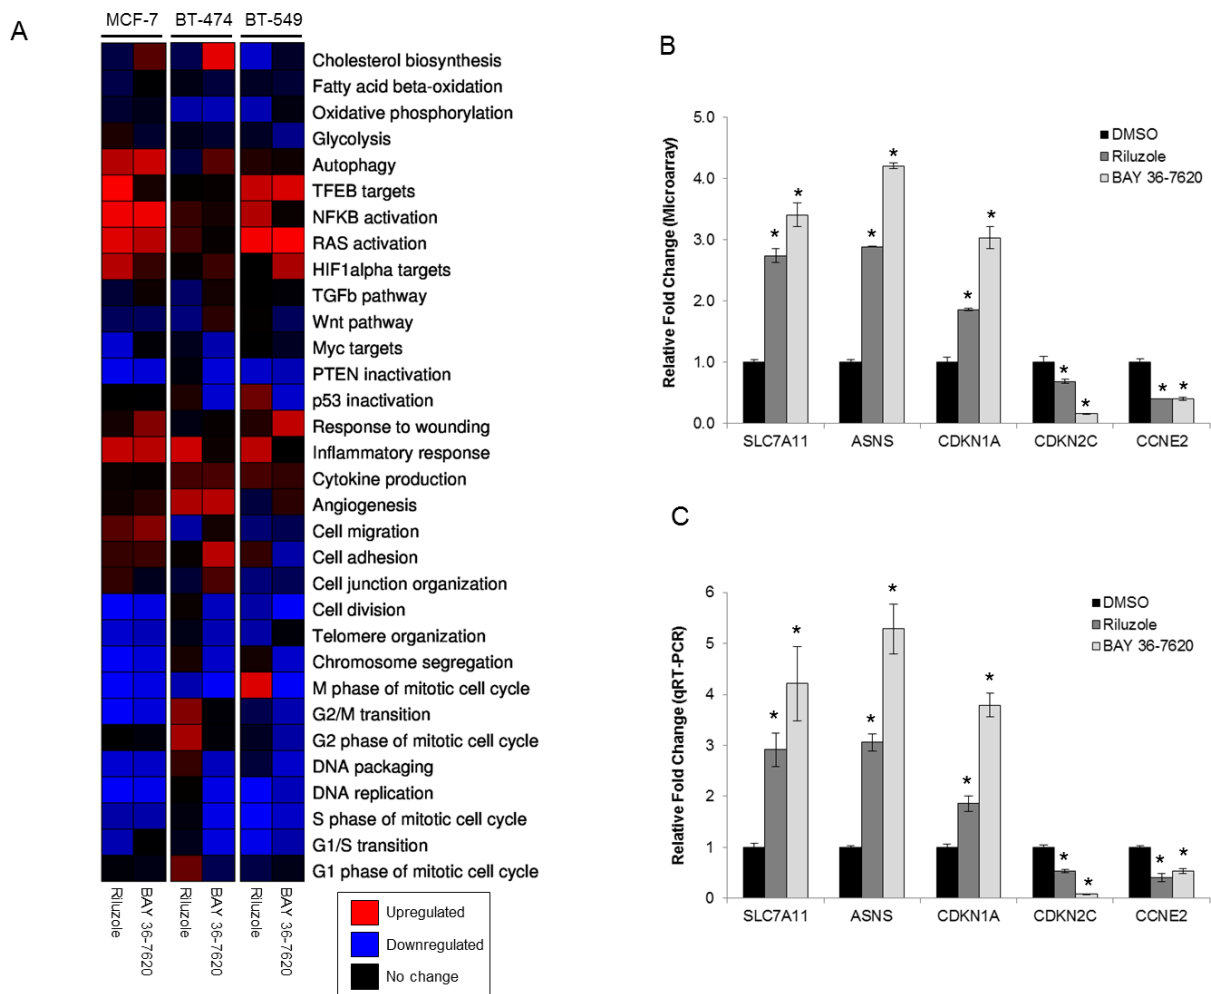 A
MCF-7 BT-474 BT-549
Cholesterol biosynthesis
Fatty acid beta-oxidation
Oxidative phosphorylation
Glycolysis
Autophagy
TFEB targets
NFKB activation
RAS activation
HIF1alpha targets
TGFb pathway
Wnt pathway
Myc targets
PTEN inactivation
p53 inactivation
Response to wounding
Inflammatory response
Cytokine production
Angiogenesis
Cell migration
Cell adhesion
Cell junction organization
Cell division
Telomere organization
Chromosome segregation
M phase of mitotic cell cycle
G2/M transition
G2 phase of mitotic cell cycle
DNA packaging
DNA replication
S phase of mitotic cell cycle
G1/S transition
G1 phase of mitotic cell cycle
Riluzole
BAY 36-7620
Riluzole
BAY 36-7620
Riluzole
BAY 36-7620
Upregulated
Downregulated
No change
B
Relative Fold Change (Microarray)
5.0
4.0
3.0
2.0
1.0
0.0
* * * * * * * * * *
DMSO
Riluzole
BAY 36-7620
SLC7A11 ASNS CDKN1A CDKN2C CCNE2
C
Relative Fold Change (qRT-PCR)
6
5
4
3
2
1
0
* * * * * * * * * *
DMSO
Riluzole
BAY 36-7620
SLC7A11 ASNS CDKN1A CDKN2C CCNE2